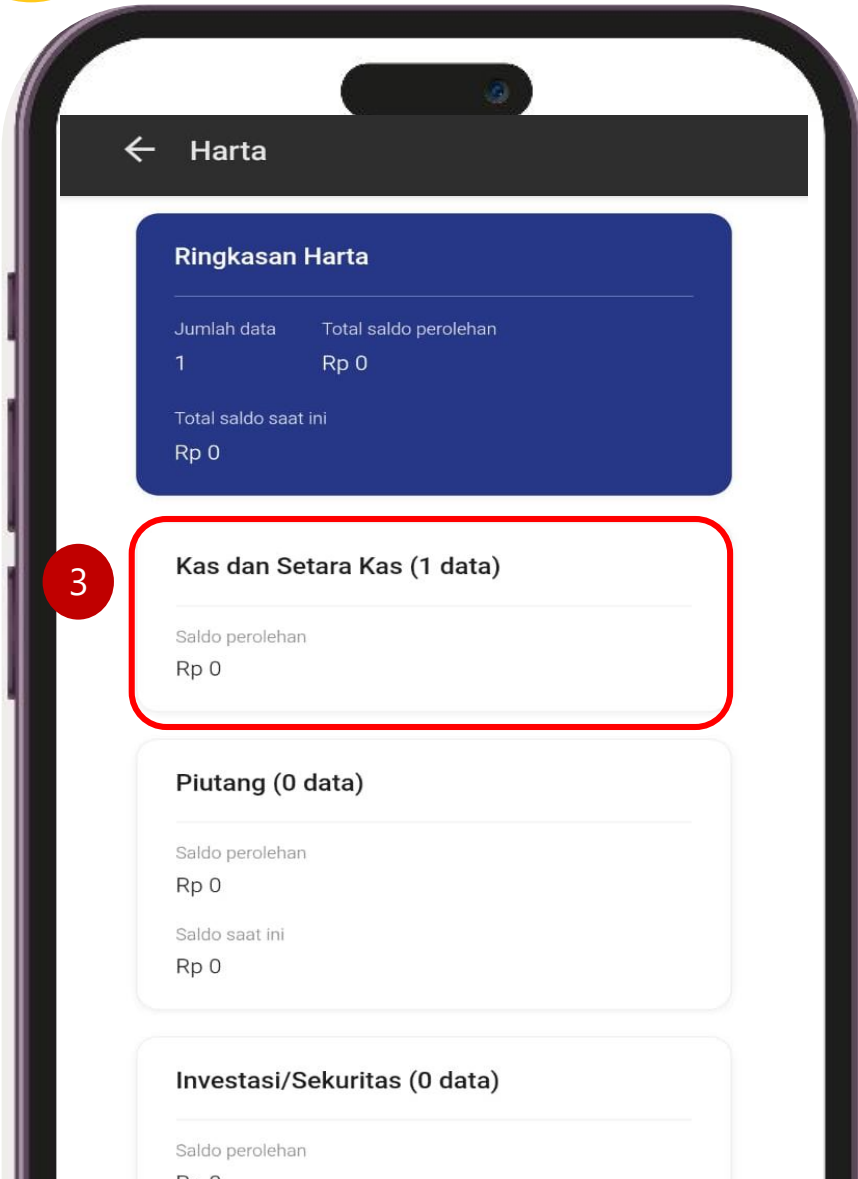 Harta
Ringkasan Harta
Jumlah data Total saldo perolehan
1 Rp 0
Total saldo saat ini
Rp 0
3
Kas dan Setara Kas (1 data)
Saldo perolehan
Rp 0
Piutang (0 data)
Saldo perolehan
Rp 0
Saldo saat ini
Rp 0
Investasi/Sekuritas (0 data)
Saldo perolehan